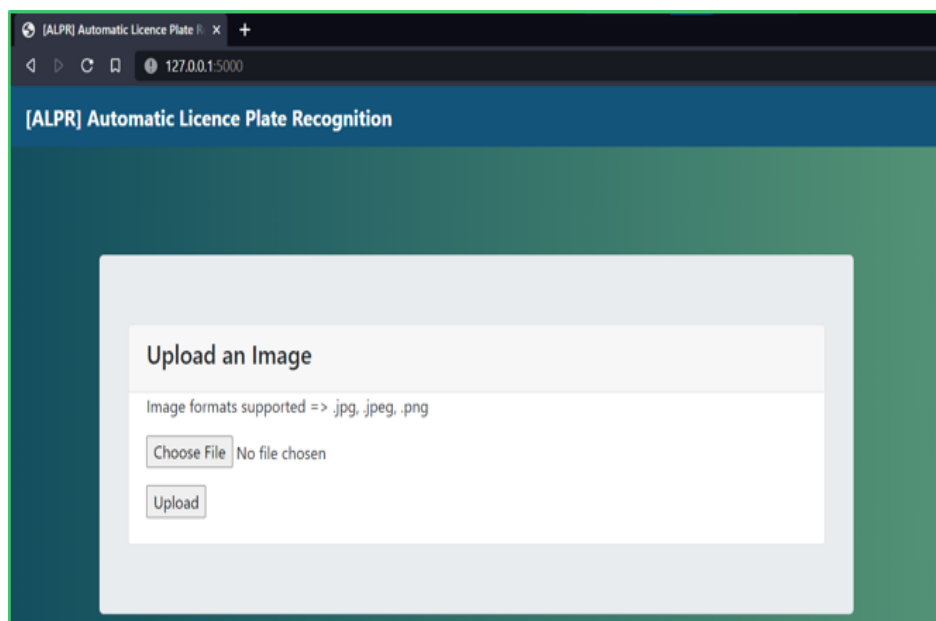 [ALPR] Automatic Licence Plate R
127.0.0.1:5000
[ALPR] Automatic Licence Plate Recognition
Upload an Image
Image formats supported => .jpg, .jpeg, .png
Choose File No file chosen
Upload